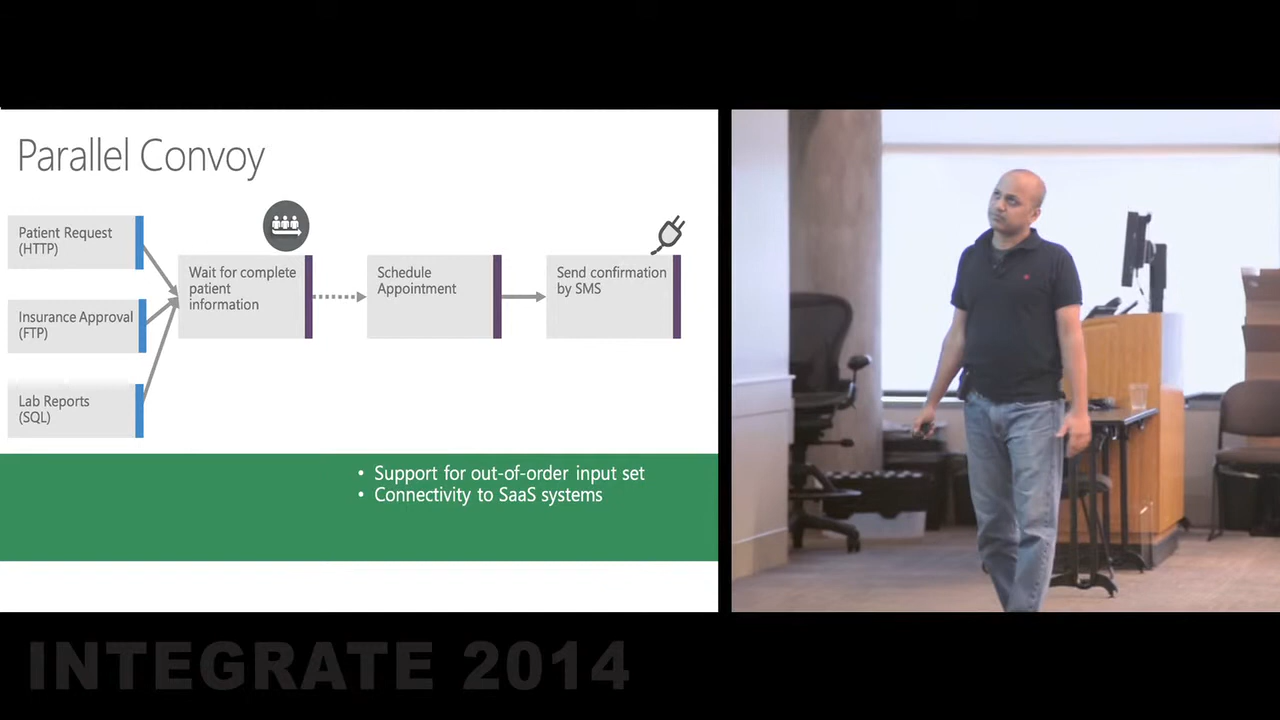 Parallel Convoy
Patient Request
(HTTP)
Insurance Approval
(FTP)
Lab Reports
(SQL)
Wait for complete
patient
information
Schedule
Appointment
Send confirmation
by SMS
• Support for out-of-order input set
• Connectivity to SaaS systems
INTEGRATE 2014